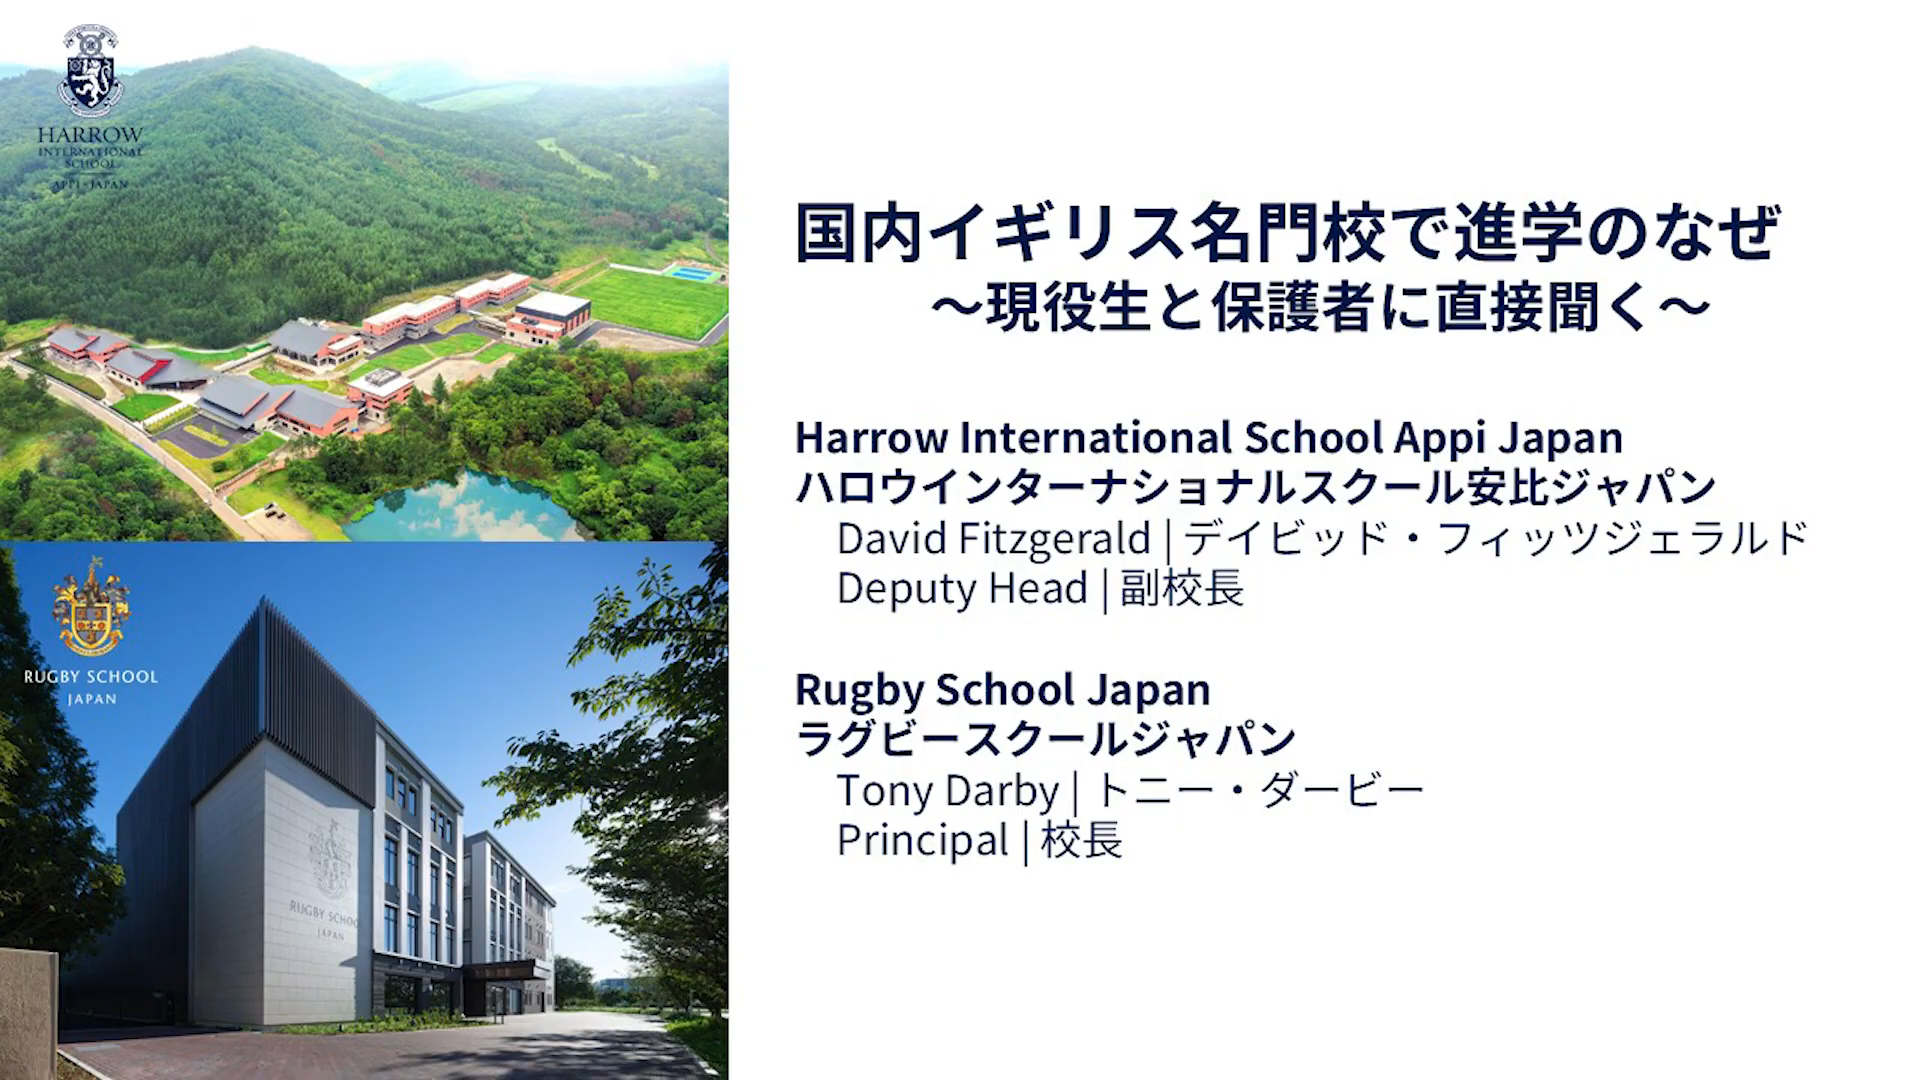 HARROW
INTERNATIONAL
SCHOOL
APPI · JAPAN
国内イギリス名門校で進学のなぜ
～現役生と保護者に直接聞く～
Harrow International School Appi Japan
ハロウインターナショナルスクール安比ジャパン
David Fitzgerald | デイビッド・フィッツジェラルド
Deputy Head | 副校長
RUGBY SCHOOL
JAPAN
Rugby School Japan
ラグビースクールジャパン
Tony Darby | トニー・ダービー
Principal | 校長
RUGBY SCHOO
JAPAN